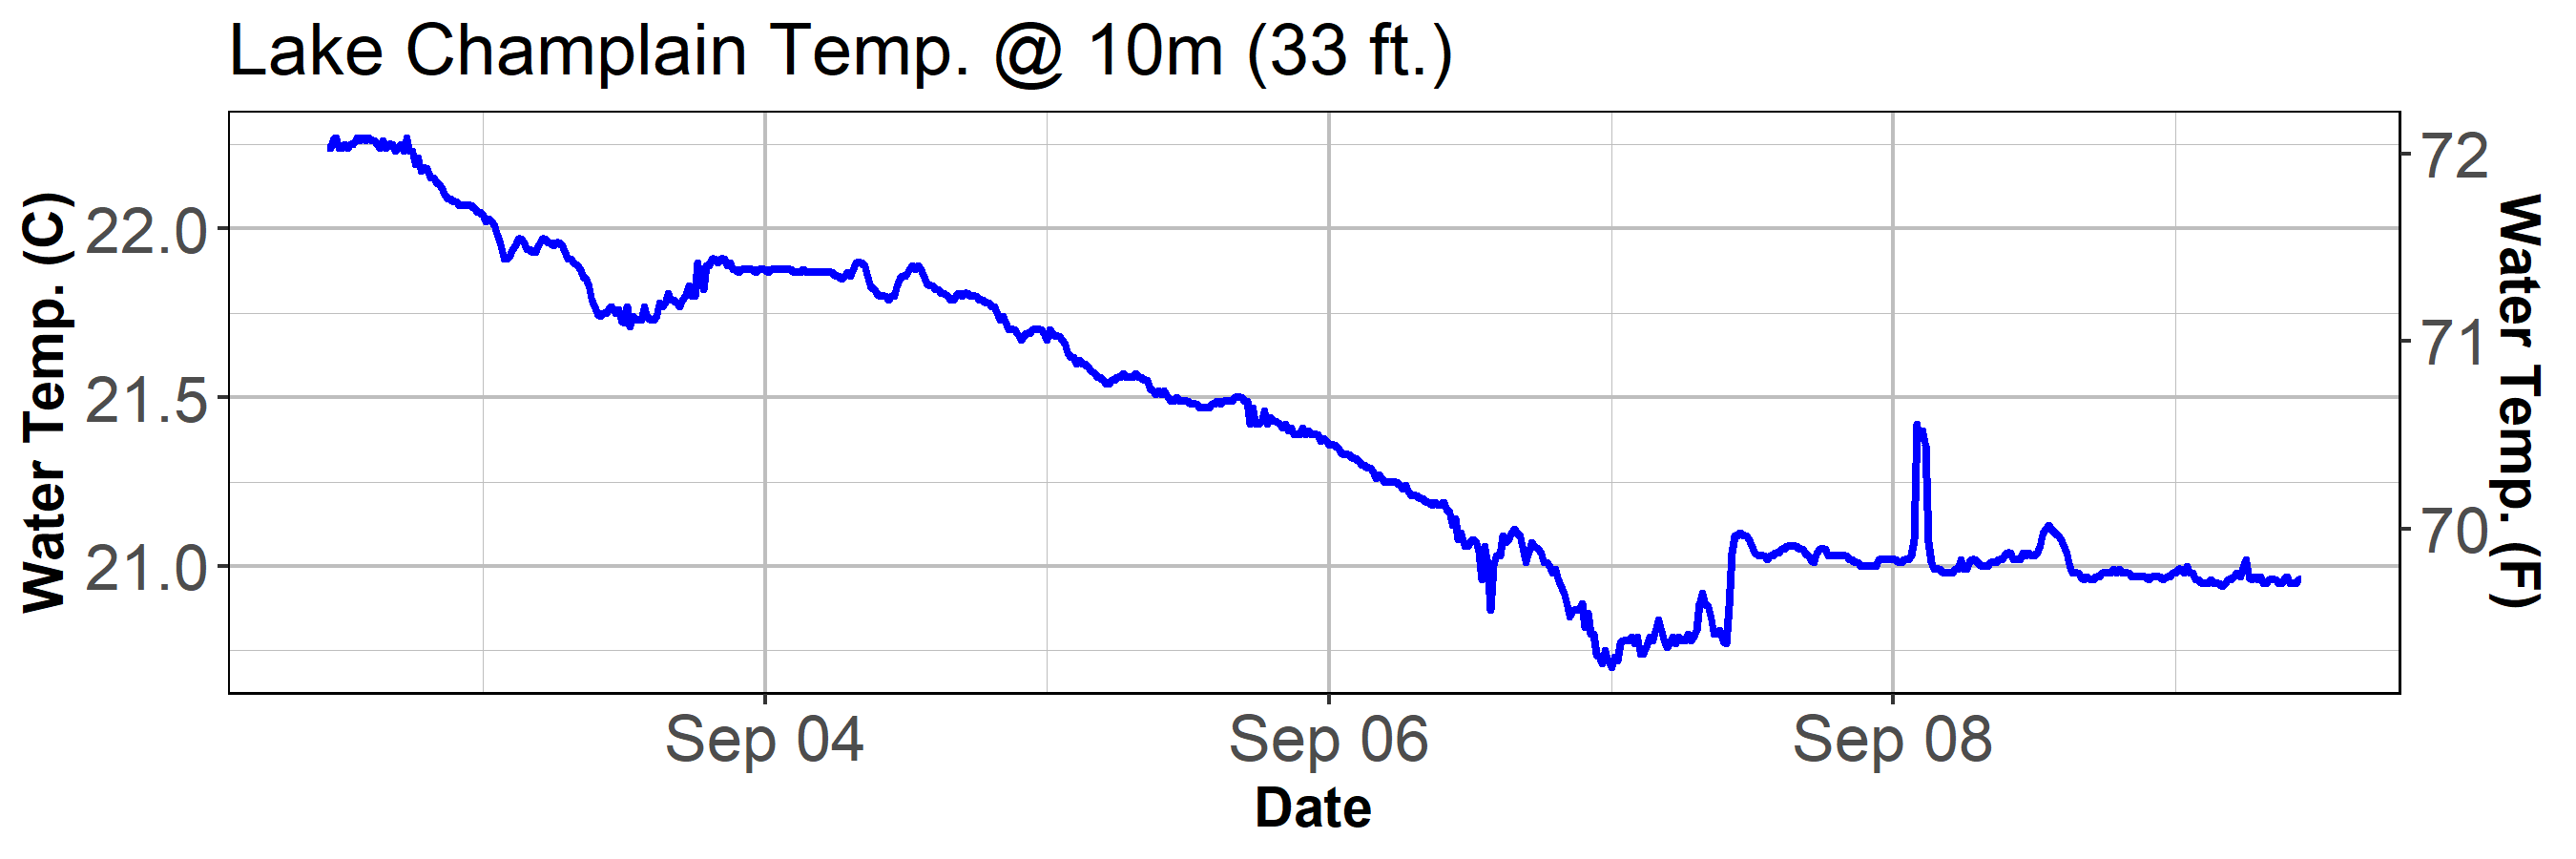 Lake Champlain Temp. @ 10m (33 ft.)
Water Temp. (C)
22.0
21.5
21.0
72
71
70
Water Temp. (F)
Sep 04
Sep 06
Sep 08
Date